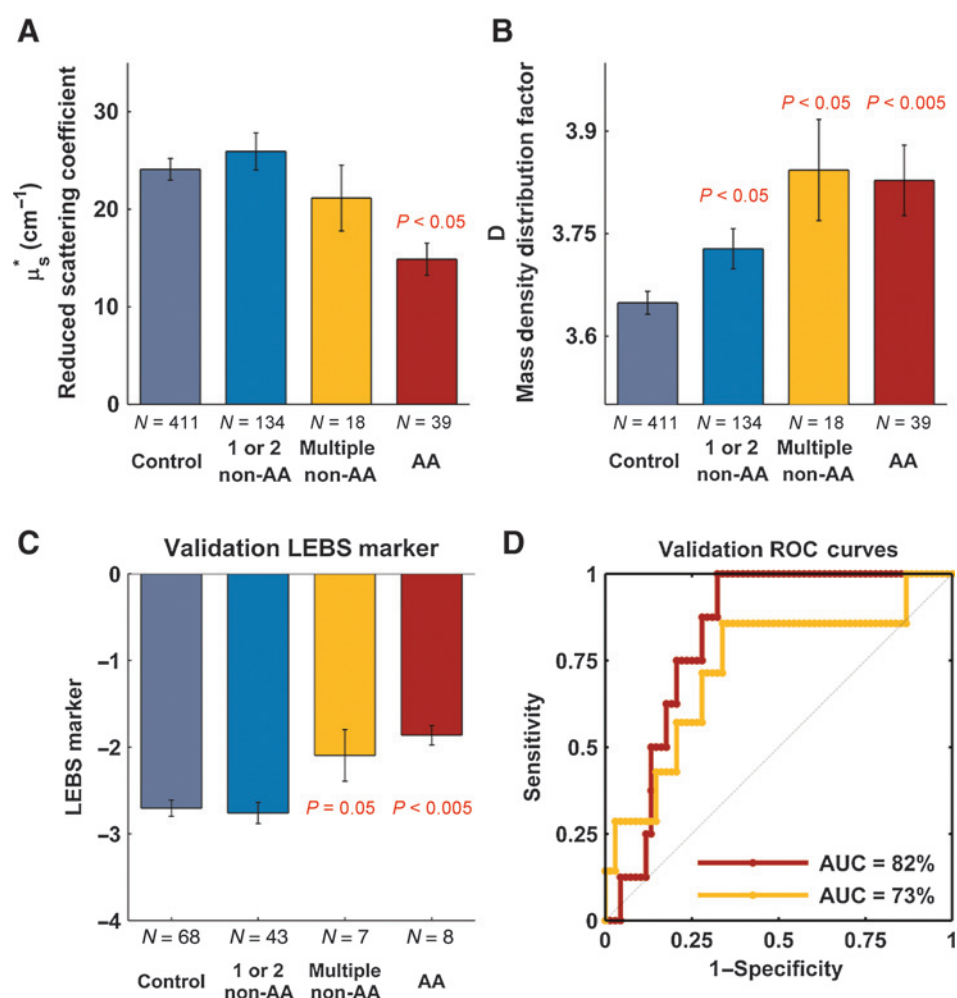 A
μs* (cm−1)
Reduced scattering coefficient
30
20
10
0
P < 0.05
N = 411
N = 134
N = 18
N = 39
Control
1 or 2
non-AA
Multiple
non-AA
AA
B
D
Mass density distribution factor
3.9
3.75
3.6
P < 0.05
P < 0.05
P < 0.005
N = 411
N = 134
N = 18
N = 39
Control
1 or 2
non-AA
Multiple
non-AA
AA
C
Validation LEBS marker
LEBS marker
0
−1
−2
−3
−4
P = 0.05
P < 0.005
N = 68
N = 43
N = 7
N = 8
Control
1 or 2
non-AA
Multiple
non-AA
AA
D
Validation ROC curves
Sensitivity
1
0.75
0.5
0.25
0
AUC = 82%
AUC = 73%
0
0.25
0.5
0.75
1
1–Specificity